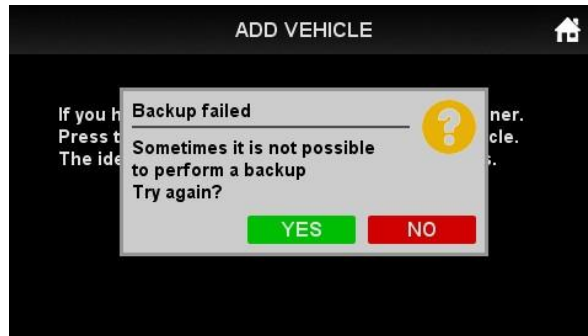 ADD VEHICLE
If you h
Backup failed
ner.
Press t
cle.
The ide
s.
Sometimes it is not possible
to perform a backup
Try again?
YES NO